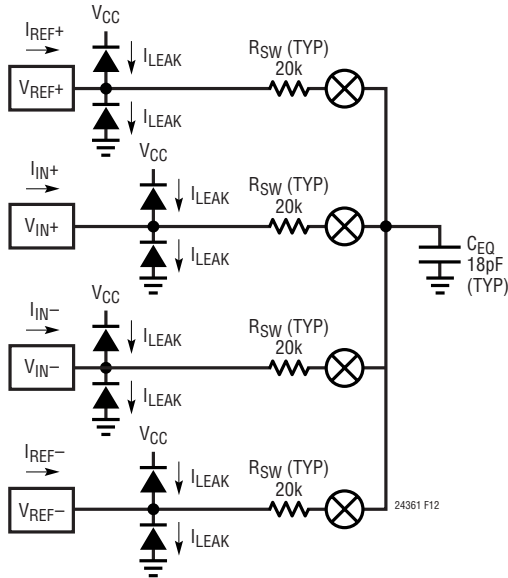 VCC
IREF+
ILEAK
RSW (TYP)
20k
VREF+
ILEAK
VCC
IIN+
ILEAK
RSW (TYP)
20k
VIN+
ILEAK
CEQ
18pF
(TYP)
VCC
IIN−
ILEAK
RSW (TYP)
20k
VIN−
ILEAK
VCC
IREF−
ILEAK
RSW (TYP)
20k
24361 F12
VREF−
ILEAK